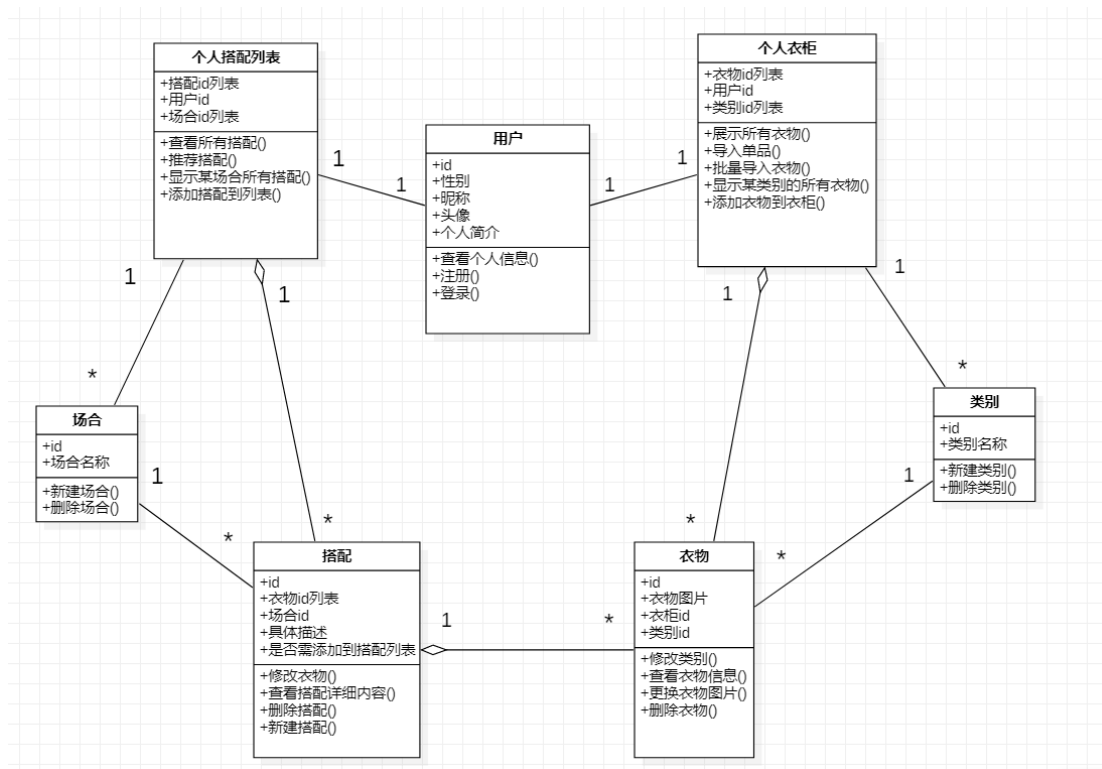 个人搭配列表
+搭配id列表
+用户id
+场合id列表
+查看所有搭配()
+推荐搭配()
+显示某场合所有搭配()
+添加搭配到列表()
用户
+id
+性别
+昵称
+头像
+个人简介
+查看个人信息()
+注册()
+登录()
个人衣柜
+衣物id列表
+用户id
+类别id列表
+展示所有衣物()
+导入单品()
+批量导入衣物()
+显示某类别的所有衣物()
+添加衣物到衣柜()
1
1
1
1
1
1
1
1
*
*
场合
+id
+场合名称
+新建场合()
+删除场合()
类别
+id
+类别名称
+新建类别()
+删除类别()
1
*
*
1
*
*
搭配
+id
+衣物id列表
+场合id
+具体描述
+是否需添加到搭配列表
+修改衣物()
+查看搭配详细内容()
+删除搭配()
+新建搭配()
1
*
衣物
+id
+衣物图片
+衣柜id
+类别id
+修改类别()
+查看衣物信息()
+更换衣物图片()
+删除衣物()